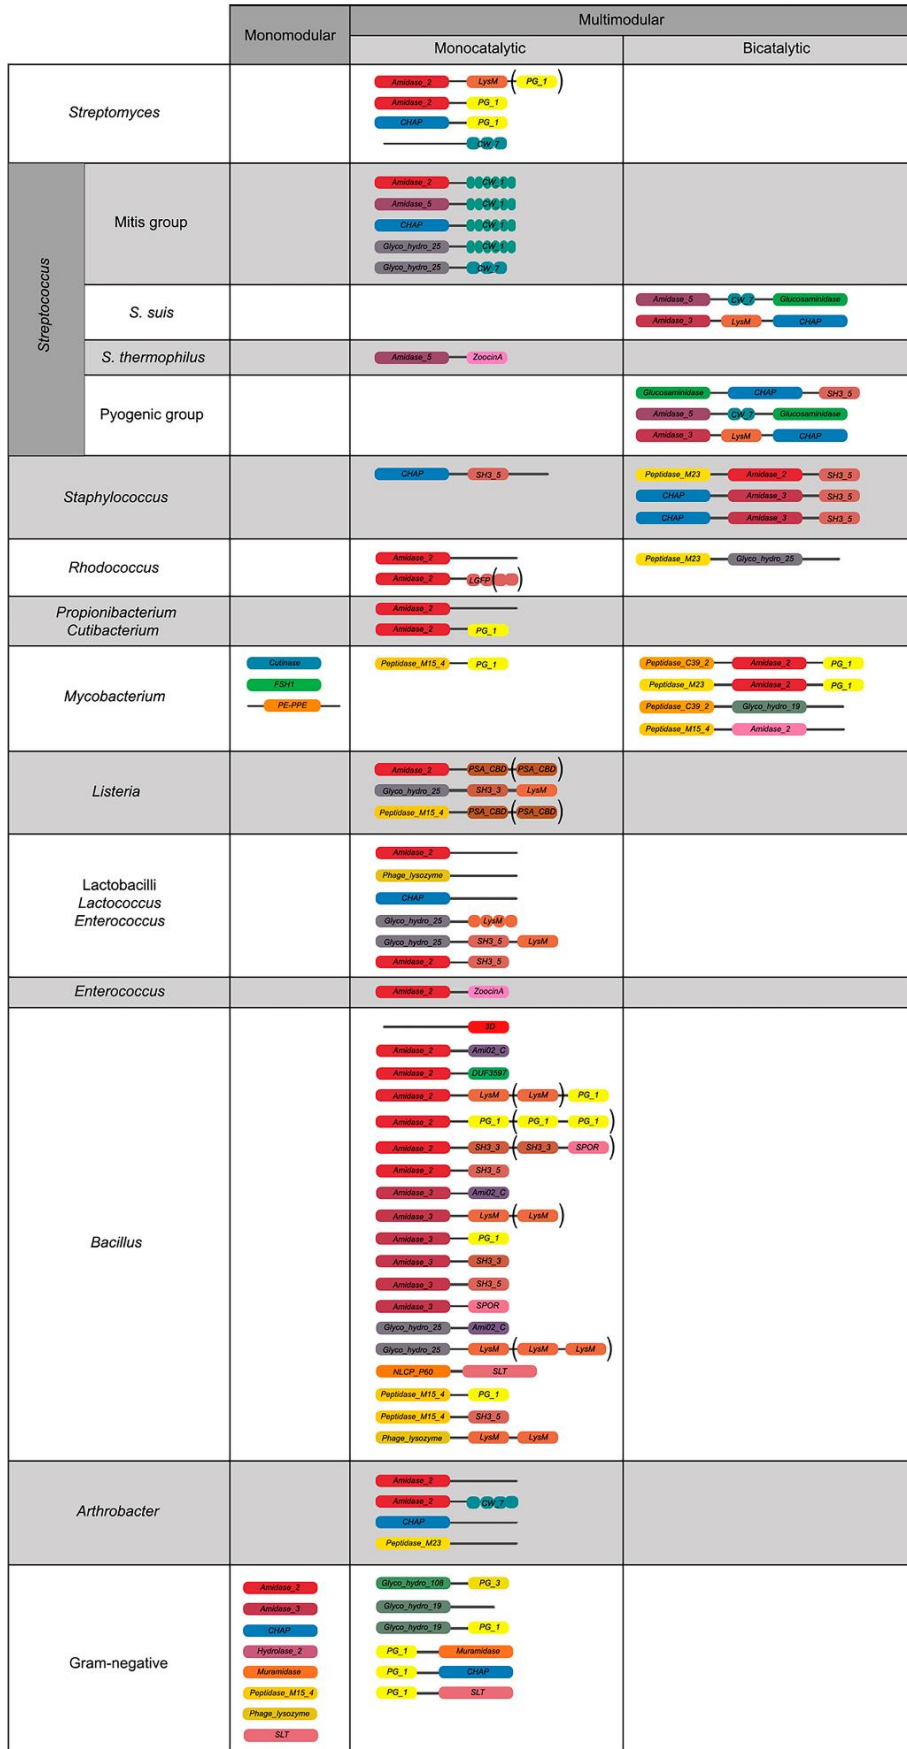 Monomodular
Multimodular
Monocatalytic
Bicatalytic
Streptomyces
Amidase_2 LysM ( PG_1 )
Amidase_2 PG_1
CHAP PG_1
CW_7
Streptococcus
Mitis group
Amidase_2 CW_1
Amidase_5 CW_1
CHAP CW_1
Glyco_hydro_25 CW_1
Glyco_hydro_25 CW_7
S. suis
Amidase_5 CW_7 Glucosaminidase
Amidase_3 LysM CHAP
S. thermophilus
Amidase_5 ZoocinA
Pyogenic group
Glucosaminidase CHAP SH3_5
Amidase_5 CW_7 Glucosaminidase
Amidase_3 LysM CHAP
Staphylococcus
CHAP SH3_5
Peptidase_M23 Amidase_2 SH3_5
CHAP Amidase_3 SH3_5
CHAP Amidase_3 SH3_5
Rhodococcus
Amidase_2
Amidase_2 LGFP ( )
Peptidase_M23 Glyco_hydro_25
Propionibacterium
Cutibacterium
Amidase_2
Amidase_2 PG_1
Mycobacterium
Cutinase
FSH1
PE-PPE
Peptidase_M15_4 PG_1
Peptidase_C39_2 Amidase_2 PG_1
Peptidase_M23 Amidase_2 PG_1
Peptidase_C39_2 Glyco_hydro_19
Peptidase_M15_4 Amidase_2
Listeria
Amidase_2 PSA_CBD ( PSA_CBD )
Glyco_hydro_25 SH3_3 LysM
Peptidase_M15_4 PSA_CBD ( PSA_CBD )
Lactobacilli
Lactococcus
Enterococcus
Amidase_2
Phage_lysozyme
CHAP
Glyco_hydro_25 LysM
Glyco_hydro_25 SH3_5 LysM
Amidase_2 SH3_5
Enterococcus
Amidase_2 ZoocinA
Bacillus
3D
Amidase_2 Ami02_C
Amidase_2 DUF3597
Amidase_2 LysM ( LysM ) PG_1
Amidase_2 PG_1 ( PG_1 PG_1 )
Amidase_2 SH3_3 ( SH3_3 SPOR )
Amidase_2 SH3_5
Amidase_3 Ami02_C
Amidase_3 LysM ( LysM )
Amidase_3 PG_1
Amidase_3 SH3_3
Amidase_3 SH3_5
Amidase_3 SPOR
Glyco_hydro_25 Ami02_C
Glyco_hydro_25 LysM ( LysM LysM )
NLCP_P60 SLT
Peptidase_M15_4 PG_1
Peptidase_M15_4 SH3_5
Phage_lysozyme LysM LysM
Arthrobacter
Amidase_2
Amidase_2 CW_7
CHAP
Peptidase_M23
Gram-negative
Amidase_2
Amidase_3
CHAP
Hydrolase_2
Muramidase
Peptidase_M15_4
Phage_lysozyme
SLT
Glyco_hydro_108 PG_3
Glyco_hydro_19
Glyco_hydro_19 PG_1
PG_1 Muramidase
PG_1 CHAP
PG_1 SLT